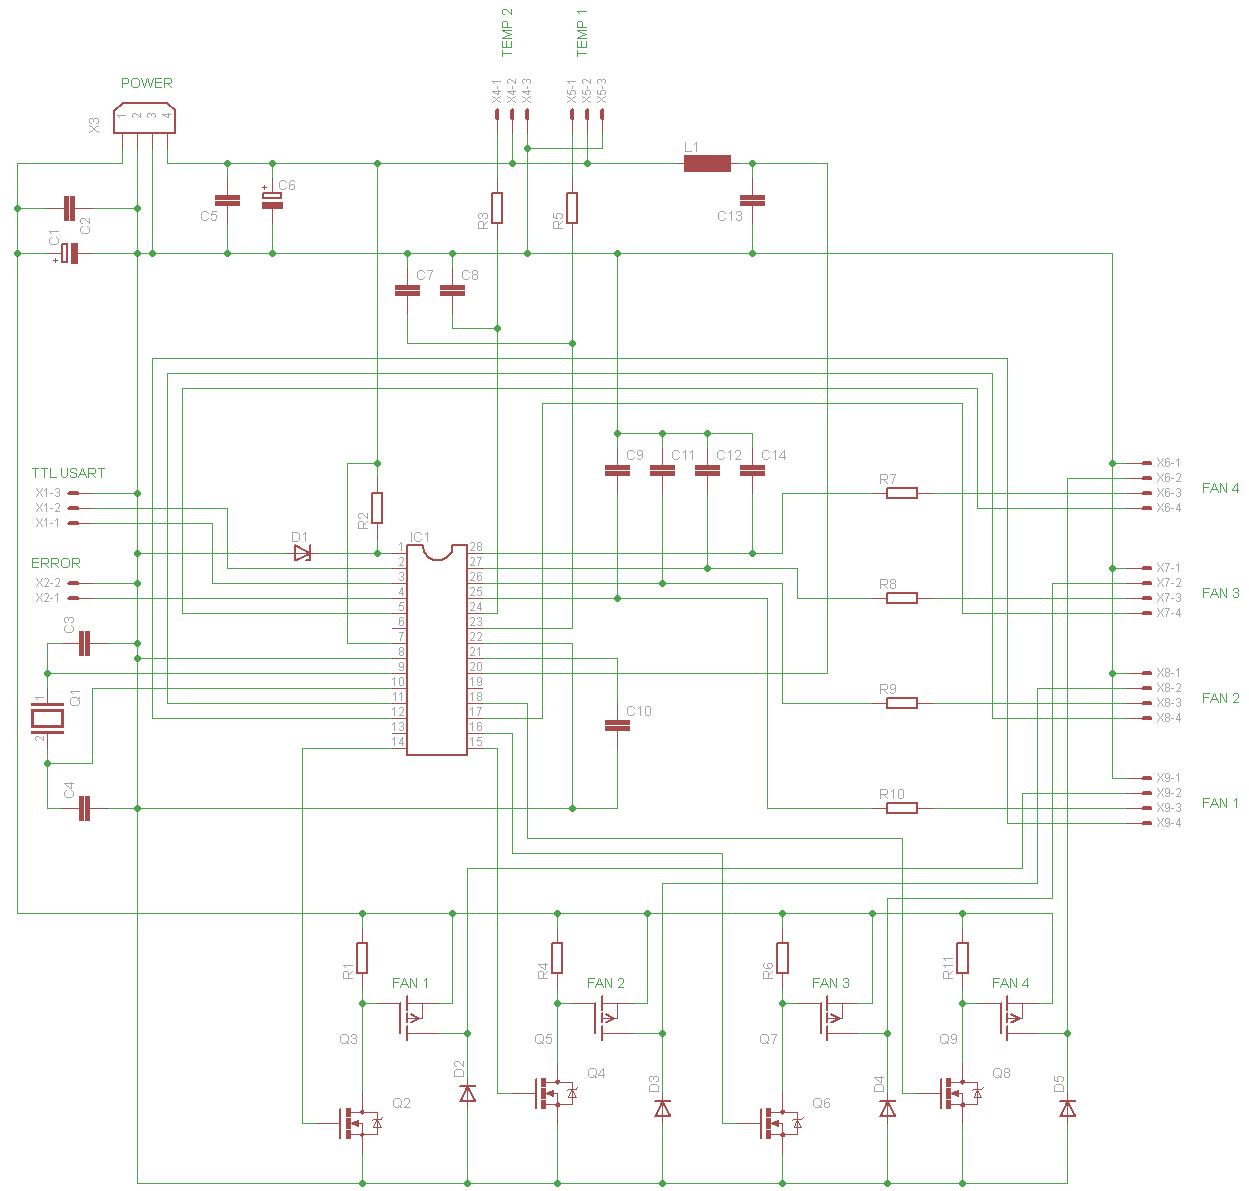 TEMP 2
TEMP 1
X4-1
X4-2
X4-3
X5-1
X5-2
X5-3
POWER
X3
1
2
3
4
L1
C2
C1
+
C5
+
C6
R3
R5
C13
C7
C8
TTL USART
X1-3
X1-2
X1-1
ERROR
X2-2
X2-1
C3
Q1
1
2
C4
D1
R2
IC1
1
2
3
4
5
6
7
8
9
10
11
12
13
14
28
27
26
25
24
23
22
21
20
19
18
17
16
15
C9
C11
C12
C14
C10
R7
R8
R9
R10
X6-1
X6-2
X6-3
X6-4
FAN 4
X7-1
X7-2
X7-3
X7-4
FAN 3
X8-1
X8-2
X8-3
X8-4
FAN 2
X9-1
X9-2
X9-3
X9-4
FAN 1
R1
FAN 1
Q3
Q2
D2
R4
FAN 2
Q5
Q4
D3
R6
FAN 3
Q7
Q6
D4
R11
FAN 4
Q9
Q8
D5